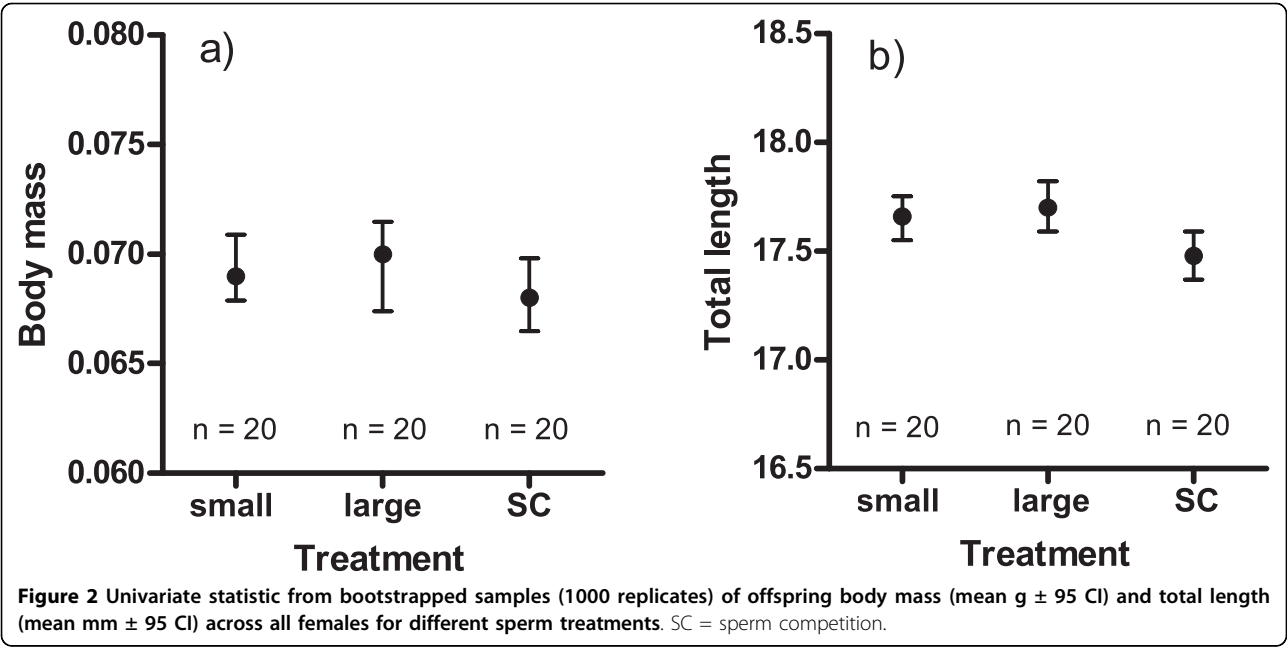 a)
0.080
0.075
0.070
0.065
0.060
Body mass
n = 20 n = 20 n = 20
small large SC
Treatment
b)
18.5
18.0
17.5
17.0
16.5
Total length
n = 20 n = 20 n = 20
small large SC
Treatment
Figure 2 Univariate statistic from bootstrapped samples (1000 replicates) of offspring body mass (mean g ± 95 CI) and total length
(mean mm ± 95 CI) across all females for different sperm treatments. SC = sperm competition.